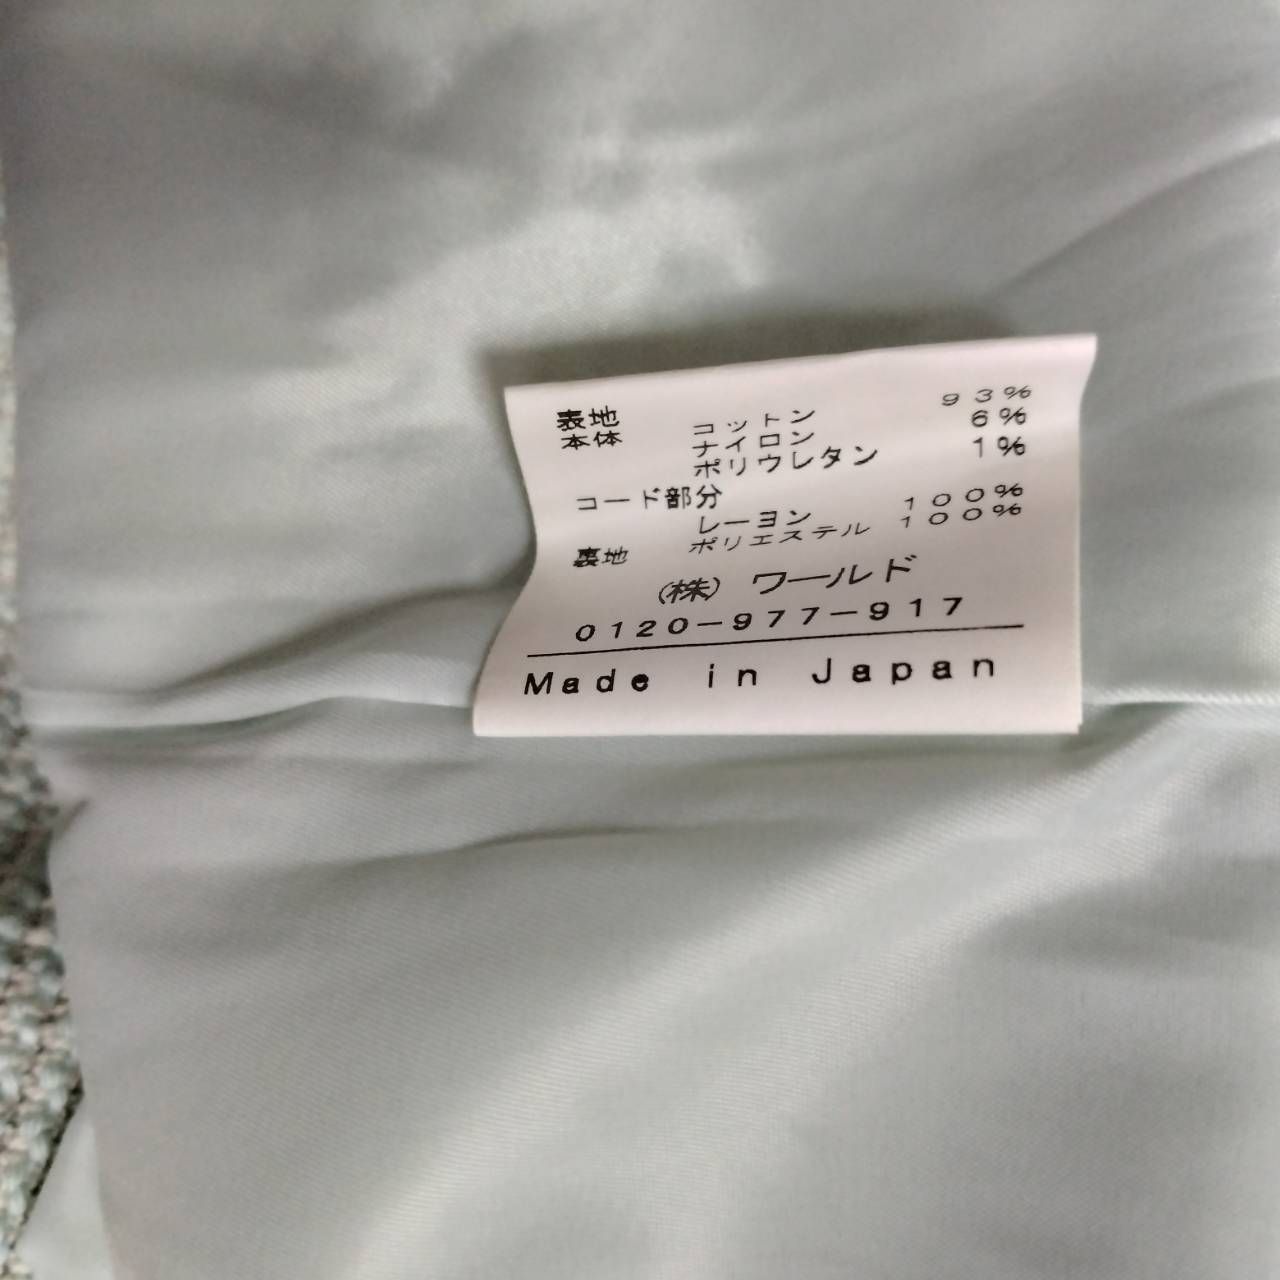 表地
本体 コットン 93%
ナイロン 6%
ポリウレタン 1%
コード部分
レーヨン 100%
裏地 ポリエステル 100%
(株) ワールド
0120-977-917
Made in Japan